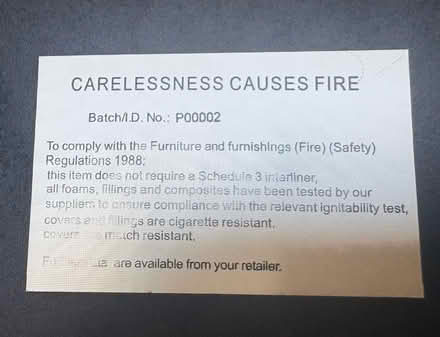 CARELESSNESS CAUSES FIRE
Batch/I.D. No.: P00002
To comply with the Furniture and furnishings (Fire) (Safety)
Regulations 1988:
this item does not require a Schedule 3 interliner,
all foams, fillings and composites have been tested by our
suppliers to ensure compliance with the relevant ignitability test,
covers and fillings are cigarette resistant.
covers are match resistant.
are available from your retailer.